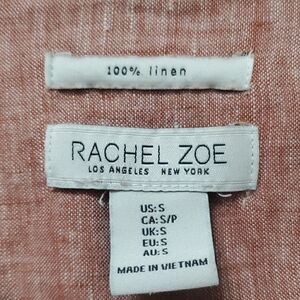 100% linen
RACHEL ZOE
LOS ANGELES NEW YORK
US: S
CA: S/P
UK: S
EU: S
AU: S
MADE IN VIETNAM